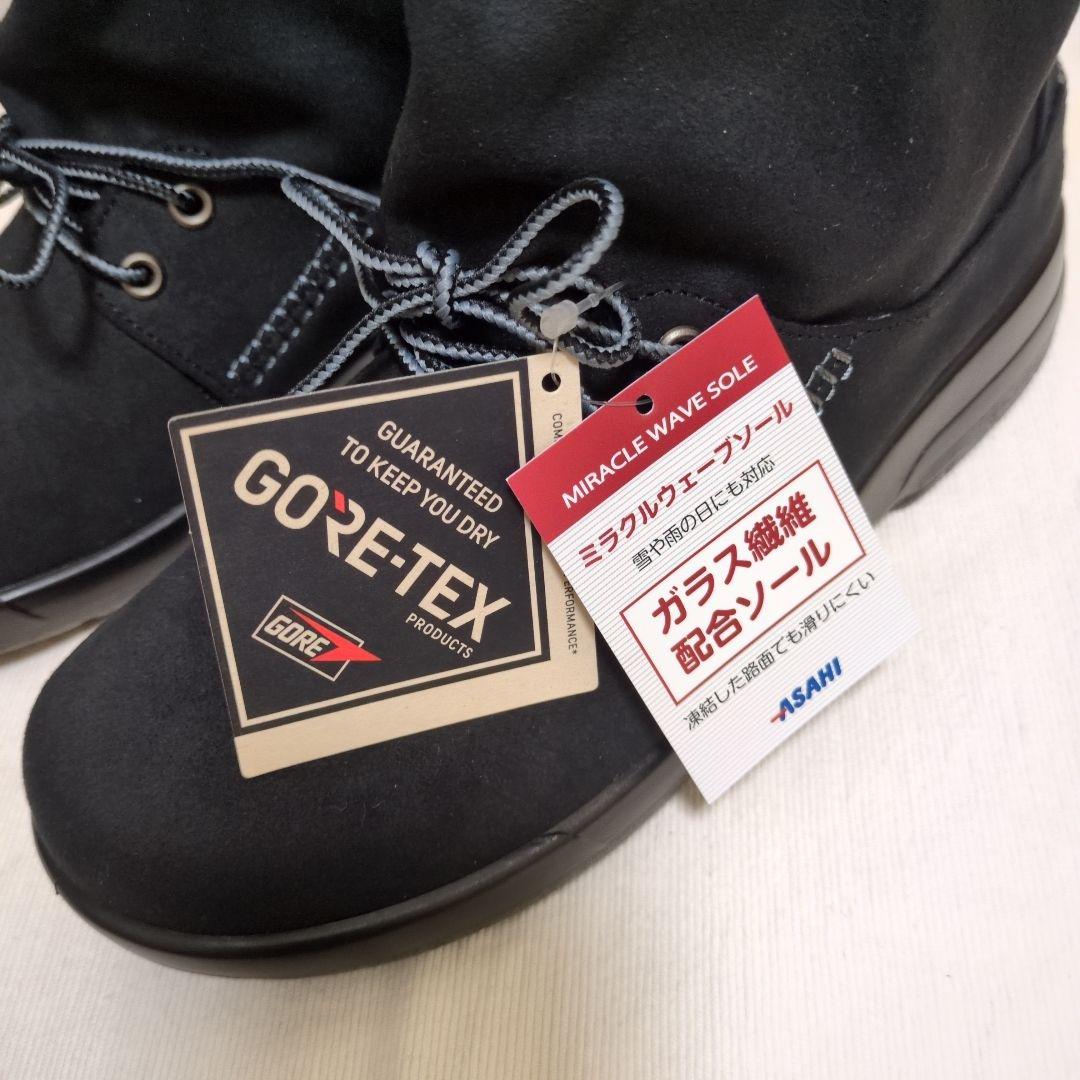 GUARANTEED
TO KEEP YOU DRY
GORE-TEX
PRODUCTS
GORE
MIRACLE WAVE SOLE
ミラクルウェーブソール
雪や雨の日にも対応
ガラス繊維
配合ソール
凍結した路面でも滑りにくい
ASAHI